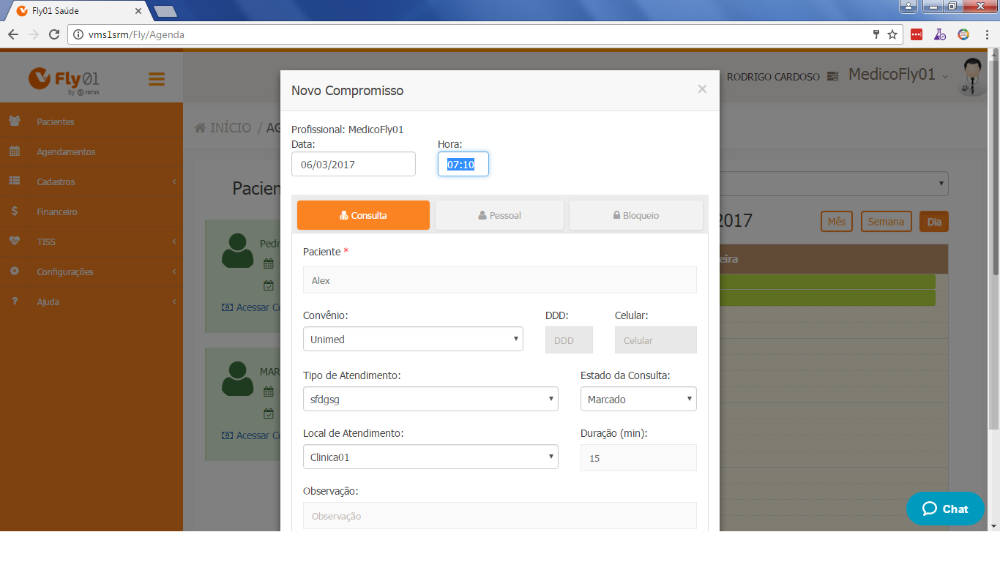 Fly01 Saúde
vms1srm/Fly/Agenda
Fly01
by TOTVS
RODRIGO CARDOSO
MedicoFly01
Pacientes
Agendamentos
Cadastros
Financeiro
TISS
Configurações
Ajuda
INÍCIO / AG
Pacien
Pedr
Acessar Co
MAR
Acessar Co
2017
Mês
Semana
Dia
eira
Novo Compromisso
Profissional: MedicoFly01
Data:
Hora:
06/03/2017
07:10
Consulta
Pessoal
Bloqueio
Paciente *
Alex
Convênio:
DDD:
Celular:
Unimed
DDD
Celular
Tipo de Atendimento:
Estado da Consulta:
sfdgsg
Marcado
Local de Atendimento:
Duração (min):
Clinica01
15
Observação:
Observação
Chat